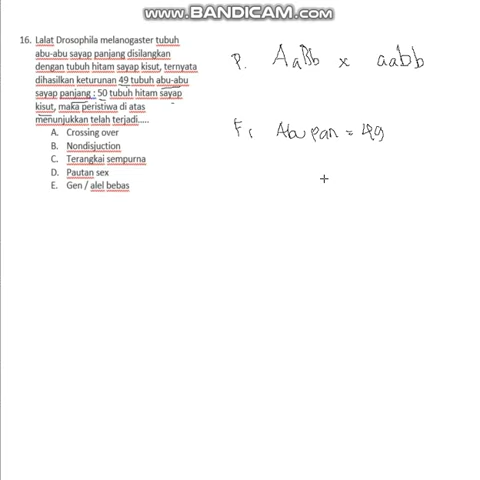 WWW.BANDICAM.COM
16. Lalat Drosophila melanogaster tubuh
abu-abu sayap panjang disilangkan
dengan tubuh hitam sayap kisut, ternyata
dihasilkan keturunan 49 tubuh abu-abu
sayap panjang : 50 tubuh hitam sayap
kisut, maka peristiwa di atas
menunjukkan telah terjadi.....
A. Crossing over
B. Nondisjuction
C. Terangkai sempurna
D. Pautan sex
E. Gen / alel bebas
P. AaBb x aabb
F1 Abu pan = 49